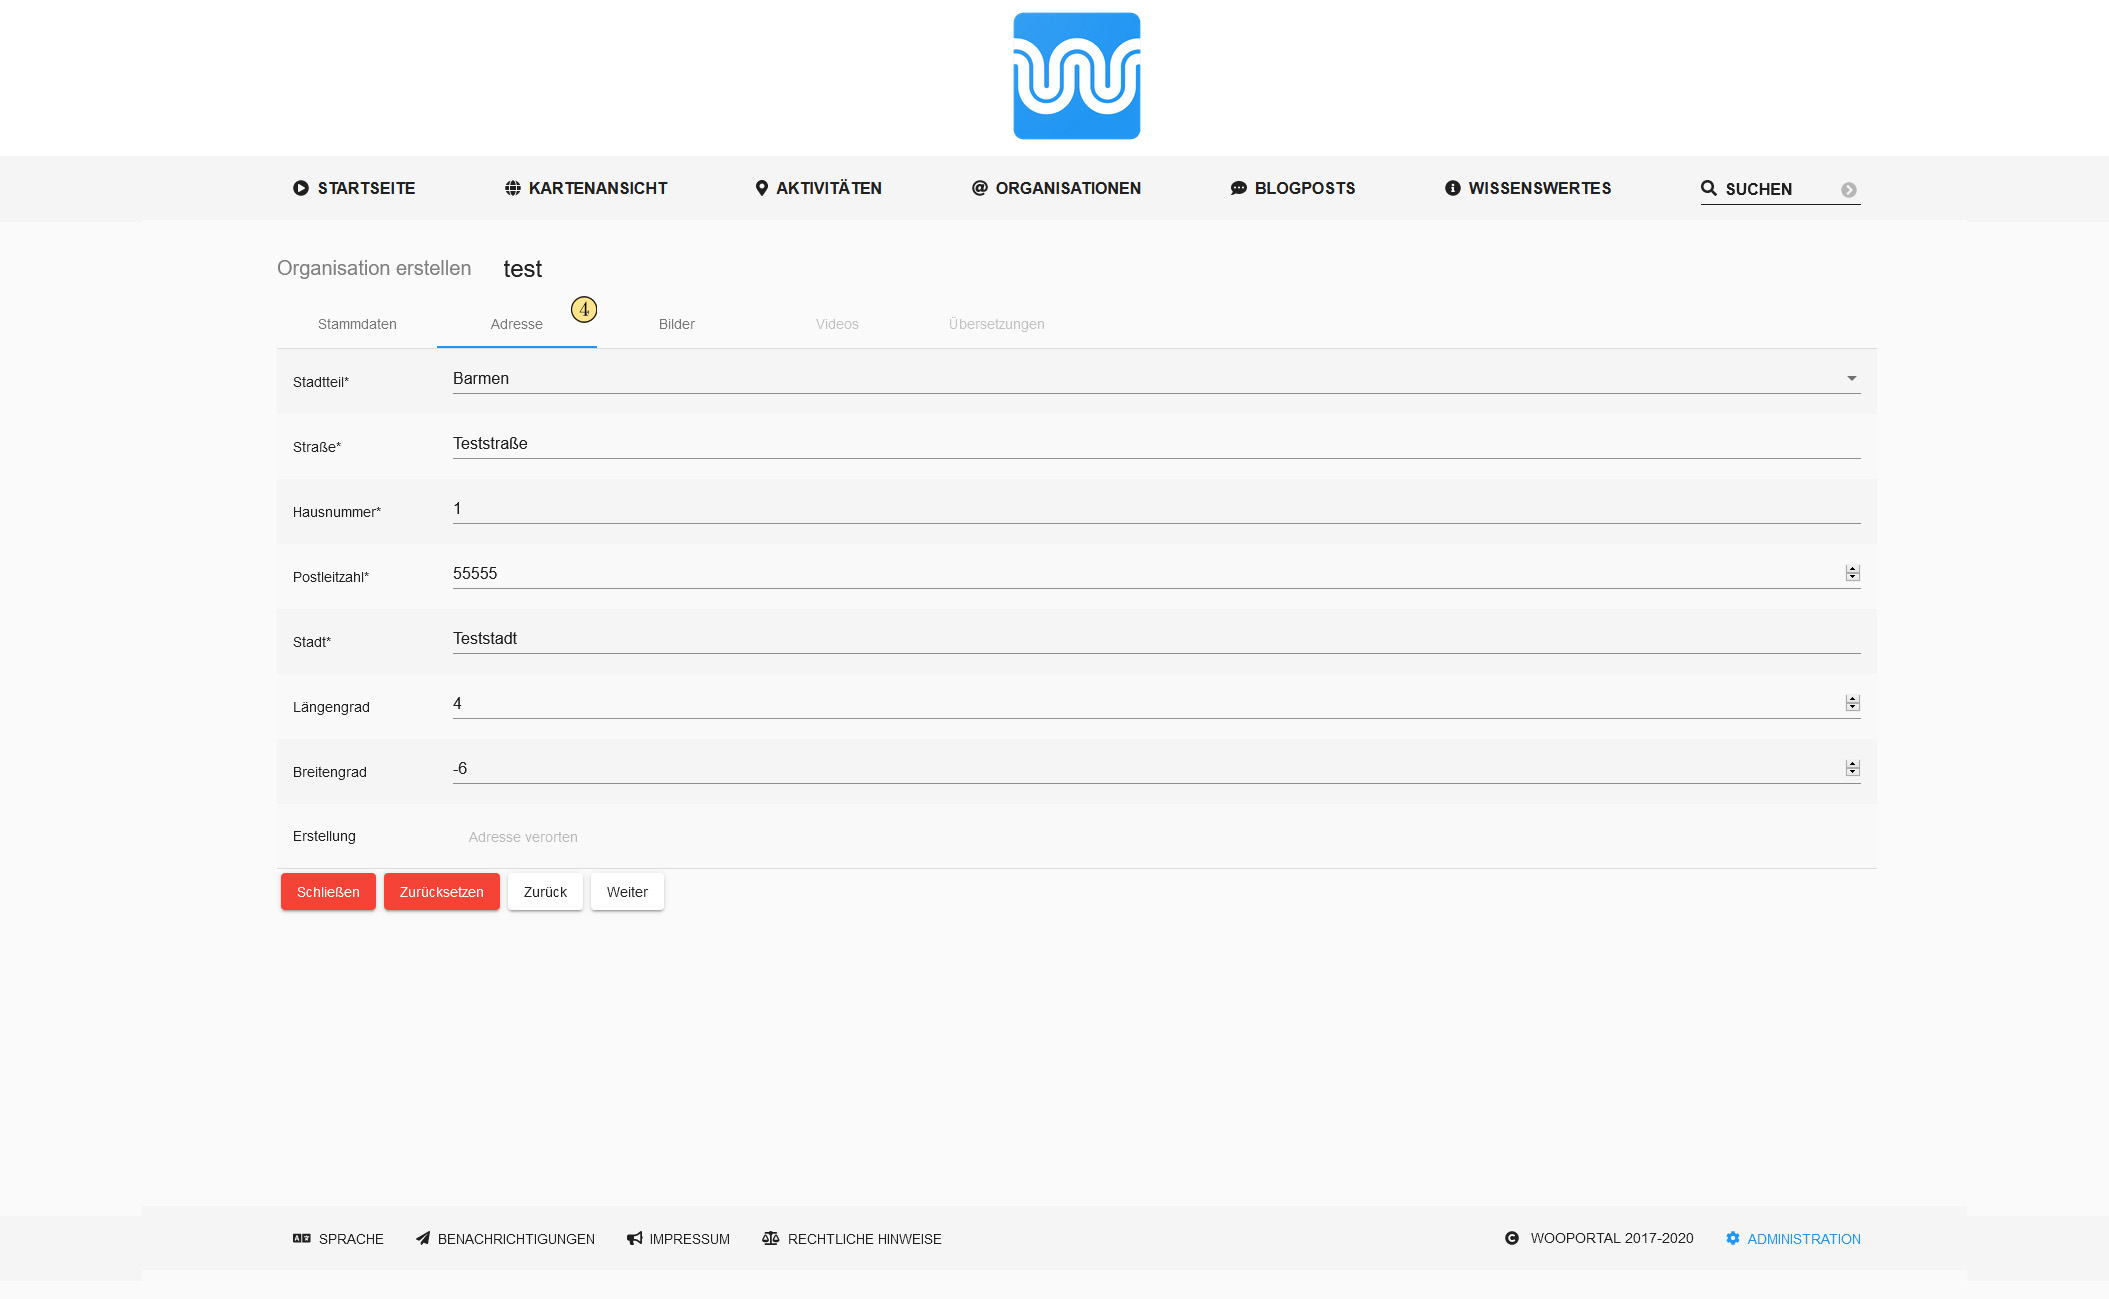 STARTSEITE KARTENANSICHT AKTIVITÄTEN ORGANISATIONEN BLOGPOSTS WISSENSWERTES SUCHEN
Organisation erstellen test
4
Stammdaten Adresse Bilder Videos Übersetzungen
Stadtteil* Barmen
Straße* Teststraße
Hausnummer* 1
Postleitzahl* 55555
Stadt* Teststadt
Längengrad 4
Breitengrad -6
Erstellung Adresse verorten
Schließen Zurücksetzen Zurück Weiter
SPRACHE BENACHRICHTIGUNGEN IMPRESSUM RECHTLICHE HINWEISE WOOPORTAL 2017-2020 ADMINISTRATION